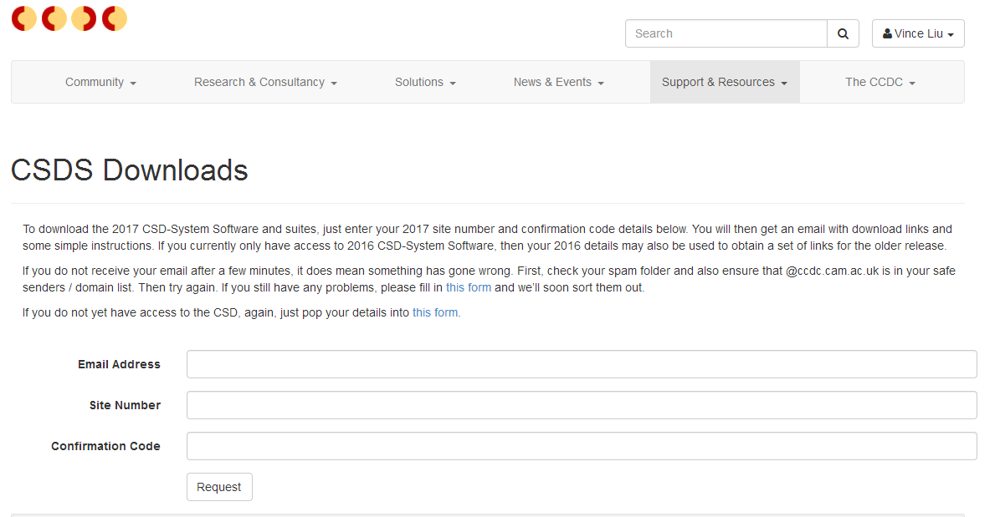 CCDC
Search
Vince Liu
Community
Research & Consultancy
Solutions
News & Events
Support & Resources
The CCDC
CSDS Downloads
To download the 2017 CSD-System Software and suites, just enter your 2017 site number and confirmation code details below. You will then get an email with download links and
some simple instructions. If you currently only have access to 2016 CSD-System Software, then your 2016 details may also be used to obtain a set of links for the older release.
If you do not receive your email after a few minutes, it does mean something has gone wrong. First, check your spam folder and also ensure that @ccdc.cam.ac.uk is in your safe
senders / domain list. Then try again. If you still have any problems, please fill in this form and we'll soon sort them out.
If you do not yet have access to the CSD, again, just pop your details into this form.
Email Address
Site Number
Confirmation Code
Request